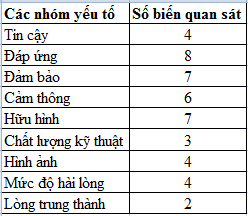 Các nhóm yếu tố Số biến quan sát
Tin cậy 4
Đáp ứng 8
Đảm bảo 7
Cảm thông 6
Hữu hình 7
Chất lượng kỹ thuật 3
Hình ảnh 4
Mức độ hài lòng 4
Lòng trung thành 2